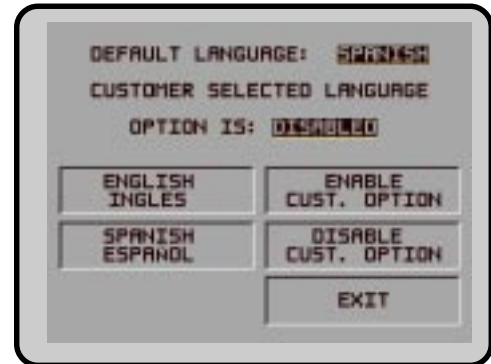 DEFAULT LANGUAGE: SPANISH
CUSTOMER SELECTED LANGUAGE
OPTION IS: DISABLED
ENGLISH
INGLES
ENABLE
CUST. OPTION
SPANISH
ESPANOL
DISABLE
CUST. OPTION
EXIT